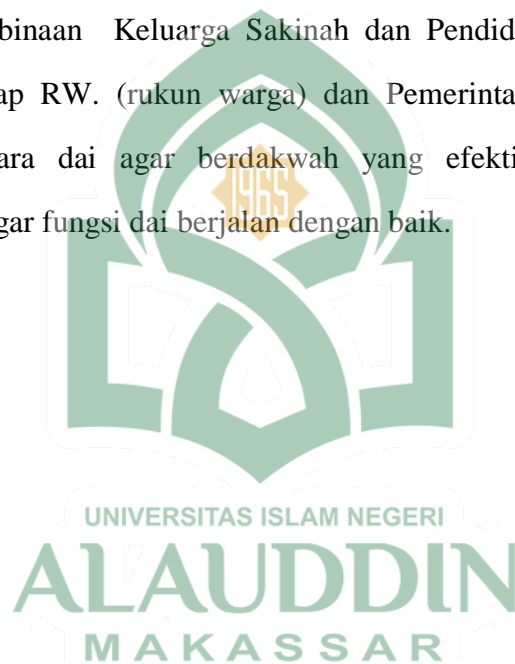 binaan Keluarga Sakinah dan Pendid
ap RW. (rukun warga) dan Pemerinta
ara dai agar berdakwah yang efekti
gar fungsi dai berjalan dengan baik.
1965
UNIVERSITAS ISLAM NEGERI
ALAUDDIN
MAKASSAR